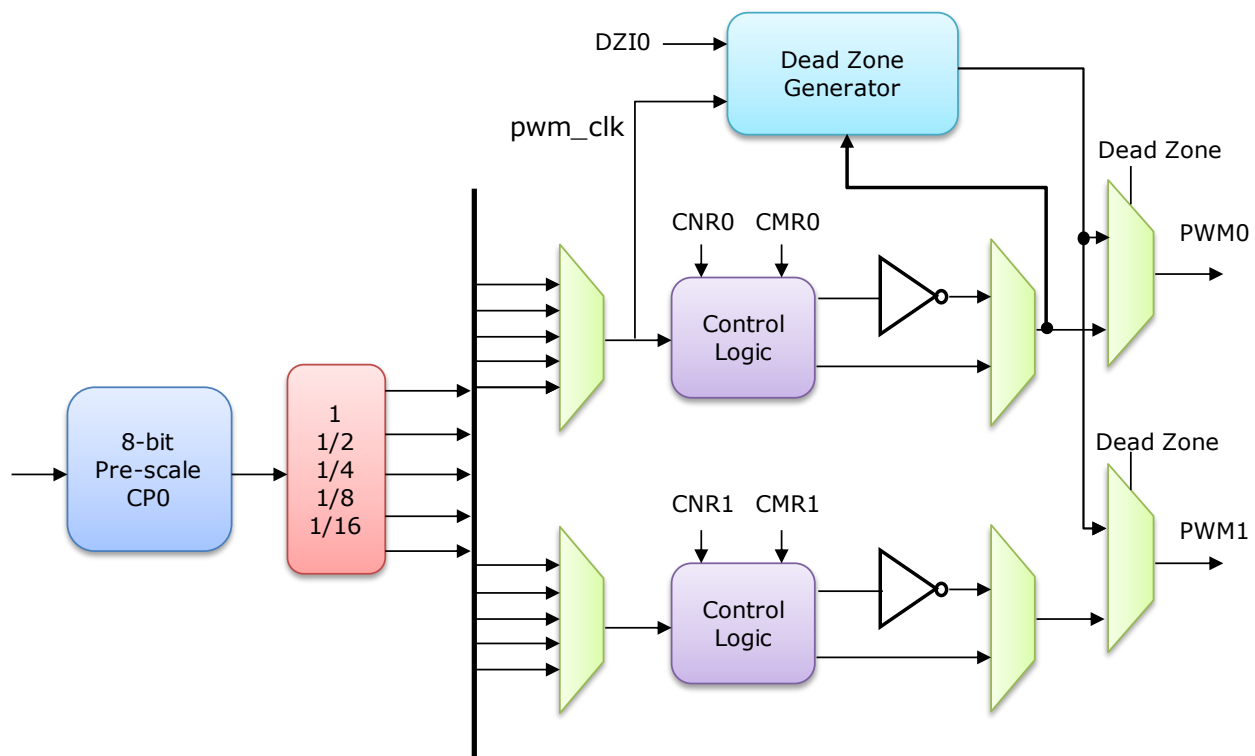 DZI0
Dead Zone
Generator
pwm_clk
Dead Zone
CNR0
CMR0
PWM0
Control
Logic
1
1/2
1/4
1/8
1/16
8-bit
Pre-scale
CP0
Dead Zone
CNR1
CMR1
PWM1
Control
Logic